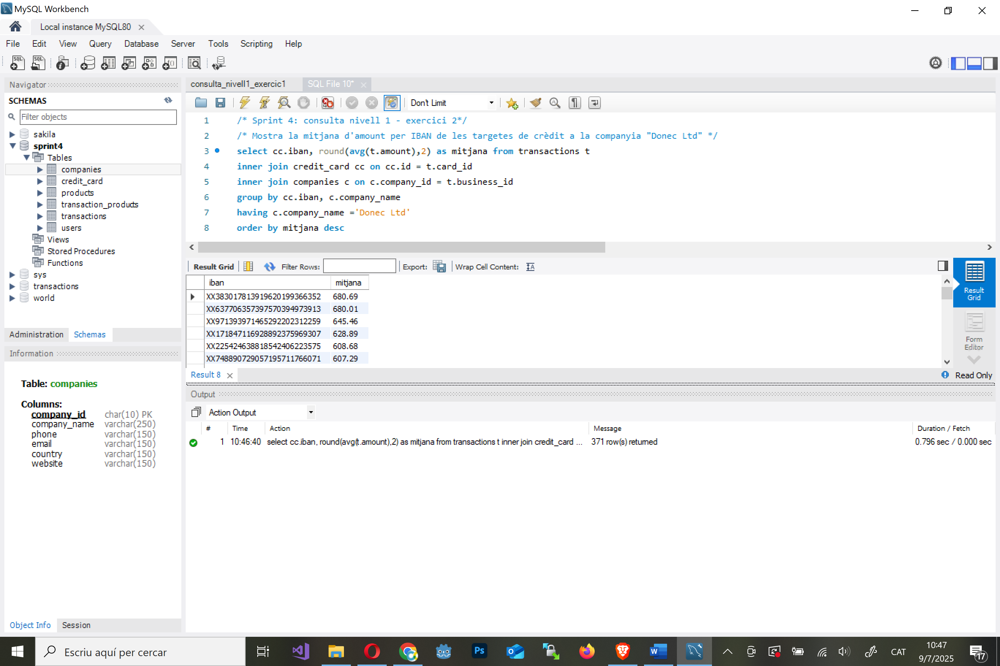 MySQL Workbench
Local instance MySQL80
File Edit View Query Database Server Tools Scripting Help
Navigator
SCHEMAS
Filter objects
sakila
sprint4
Tables
companies
credit_card
products
transaction_products
transactions
users
Views
Stored Procedures
Functions
sys
transactions
world
Administration Schemas
Information
Table: companies
Columns:
company_id char(10) PK
company_name varchar(250)
phone varchar(150)
email varchar(150)
country varchar(150)
website varchar(150)
Object Info Session
consulta_nivell1_exercic1 SQL File 10*
Don't Limit
1 /* Sprint 4: consulta nivell 1 - exercici 2*/
2 /* Mostra la mitjana d'amount per IBAN de les targetes de crèdit a la companyia "Donec Ltd" */
3 select cc.iban, round(avg(t.amount),2) as mitjana from transactions t
4 inner join credit_card cc on cc.id = t.card_id
5 inner join companies c on c.company_id = t.business_id
6 group by cc.iban, c.company_name
7 having c.company_name ='Donec Ltd'
8 order by mitjana desc
Result Grid Filter Rows: Export: Wrap Cell Content:
iban mitjana
XX383017813919620199366352 680.69
XX637706357397570394973913 680.01
XX971393971465292202312259 645.46
XX171847116928892375969307 628.89
XX225424638818542406223575 608.68
XX748890729057195711766071 607.29
Result Grid
Form Editor
Result 8
Read Only
Output
Action Output
# Time Action Message Duration / Fetch
1 10:46:40 select cc.iban, round(avg(t.amount),2) as mitjana from transactions t inner join credit_card ... 371 row(s) returned 0.796 sec / 0.000 sec
Escriu aquí per cercar
CAT
10:47
9/7/2025
17